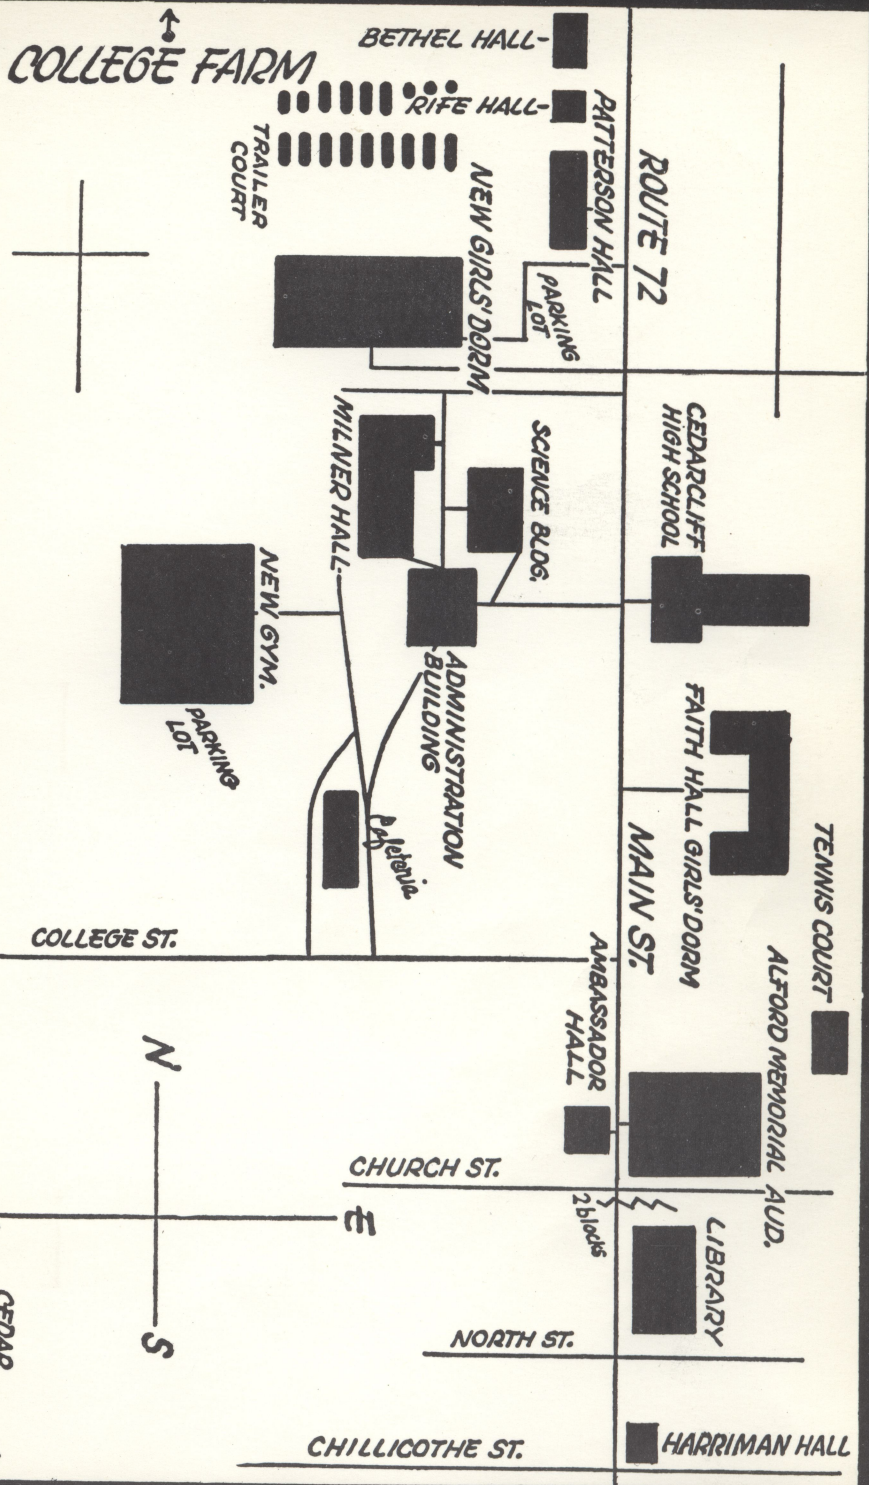 BETHEL HALL-
COLLEGE FARM
RIFE HALL-
PATTERSON HALL
ROUTE 72
TRAILER
COURT
NEW GIRLS' DORM
PARKING
LOT
MILNER HALL
SCIENCE BLDG.
CEDARCLIFF
HIGH SCHOOL
NEW GYM.
PARKING
LOT
ADMINISTRATION
BUILDING
Cafeteria
FAITH HALL GIRLS' DORM
MAIN ST.
TENNIS COURT
COLLEGE ST.
AMBASSADOR
HALL
ALFORD MEMORIAL AUD.
CHURCH ST.
2 blocks
LIBRARY
N
E
S
NORTH ST.
CHILLICOTHE ST.
HARRIMAN HALL
CEDAR